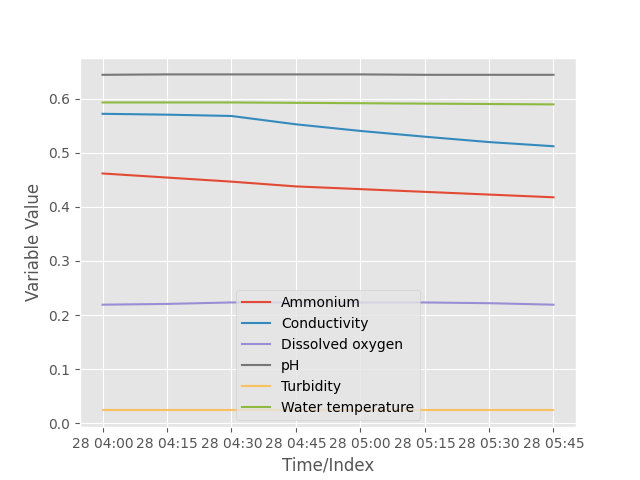 Variable Value
0.6
0.5
0.4
0.3
0.2
0.1
0.0
Ammonium
Conductivity
Dissolved oxygen
pH
Turbidity
Water temperature
28 04:00 28 04:15 28 04:30 28 04:45 28 05:00 28 05:15 28 05:30 28 05:45
Time/Index